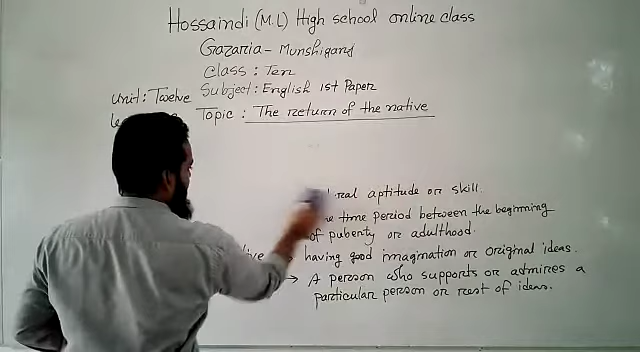 Hossaindi (M.L) High school online class
Gazaria - Munshiganj
Class: Ten
Unit: Twelve Subject: English 1st Paper
Topic: The return of the native
aptitude or skill.
time period between the beginning
of puberty or adulthood.
→ having good imagination or original ideas.
→ A person who supports or admires a
particular person or rest of ideas.